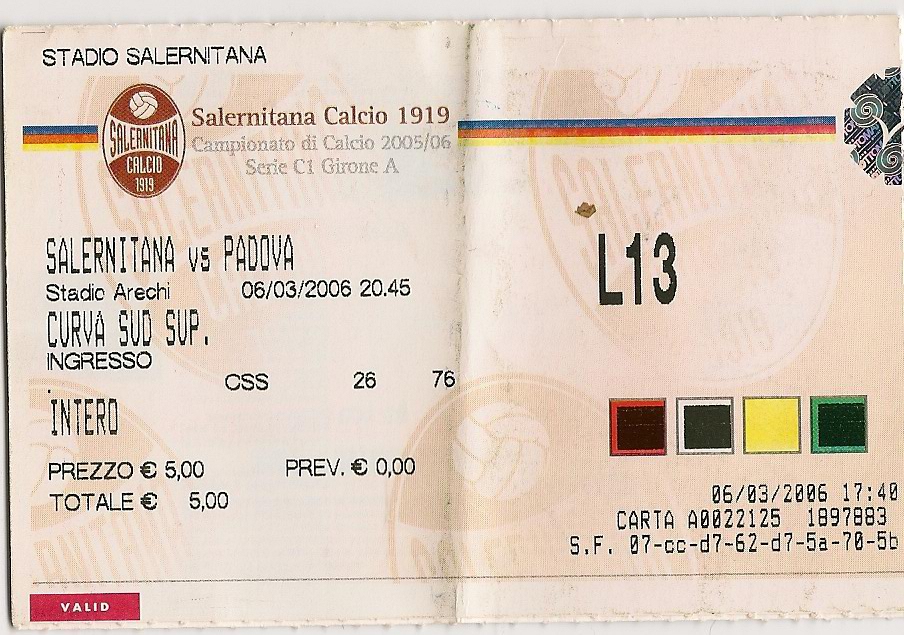 STADIO SALERNITANA
SALERNITANA
CALCIO
1919
Salernitana Calcio 1919
Campionato di Calcio 2005/06
Serie C1 Girone A
SALERNITANA vs PADOVA
Stadio Arechi 06/03/2006 20.45
CURVA SUD SUP.
INGRESSO
CSS 26 76
.
INTERO
PREZZO € 5,00 PREV. € 0,00
TOTALE € 5,00
VALID
L13
06/03/2006 17:40
CARTA A0022125 1897883
S.F. 07-cc-d7-62-d7-5a-70-5b